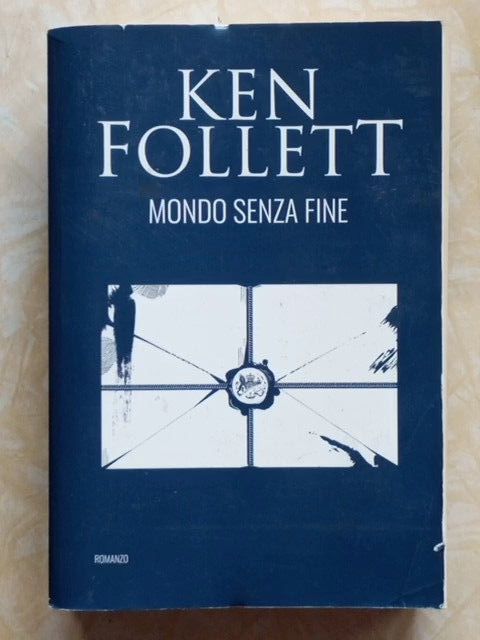 KEN
FOLLETT
MONDO SENZA FINE
ROMANZO